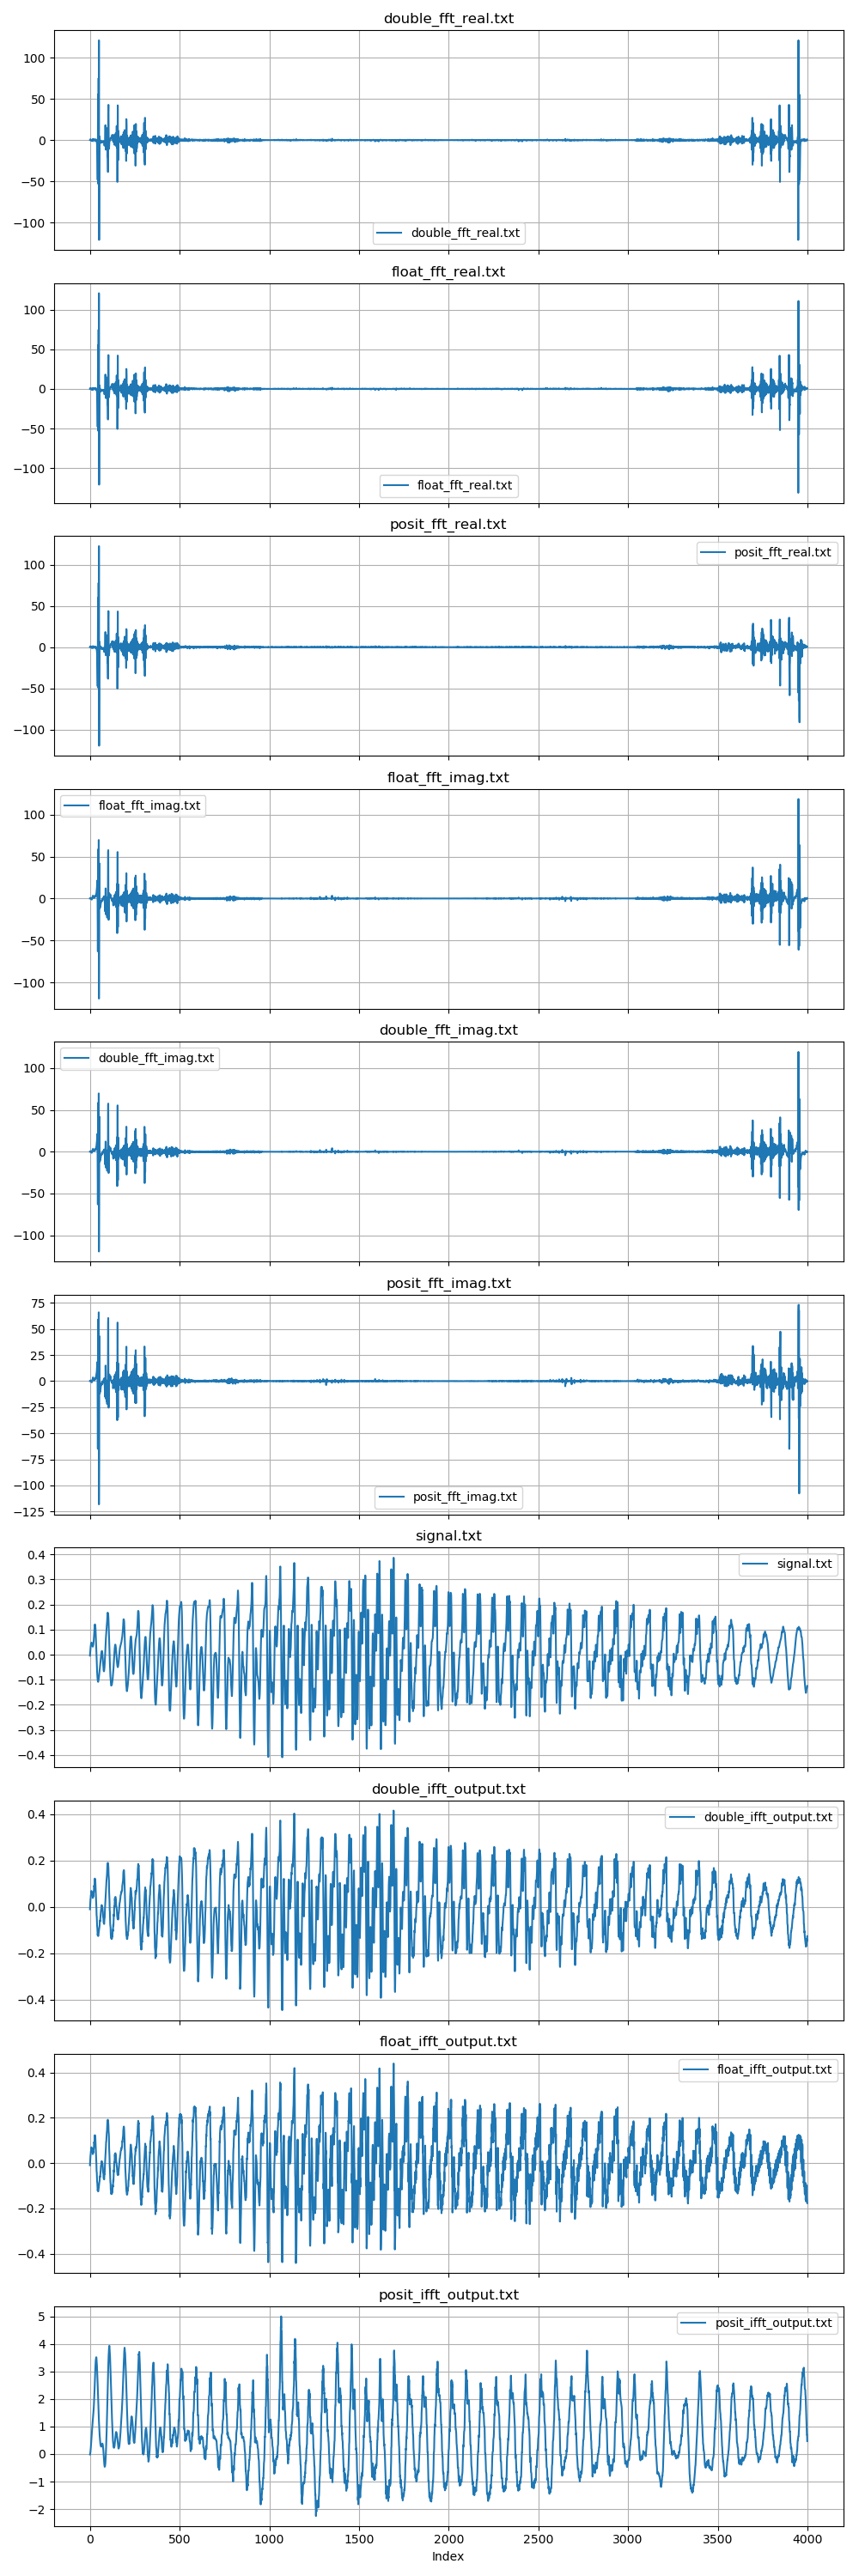 double_fft_real.txt
100
50
0
−50
−100
double_fft_real.txt
float_fft_real.txt
100
50
0
−50
−100
float_fft_real.txt
posit_fft_real.txt
100
50
0
−50
−100
posit_fft_real.txt
float_fft_imag.txt
100
50
0
−50
−100
float_fft_imag.txt
double_fft_imag.txt
100
50
0
−50
−100
double_fft_imag.txt
posit_fft_imag.txt
75
50
25
0
−25
−50
−75
−100
−125
posit_fft_imag.txt
signal.txt
0.4
0.3
0.2
0.1
0.0
−0.1
−0.2
−0.3
−0.4
signal.txt
double_ifft_output.txt
0.4
0.2
0.0
−0.2
−0.4
double_ifft_output.txt
float_ifft_output.txt
0.4
0.2
0.0
−0.2
−0.4
float_ifft_output.txt
posit_ifft_output.txt
5
4
3
2
1
0
−1
−2
posit_ifft_output.txt
0 500 1000 1500 2000 2500 3000 3500 4000
Index